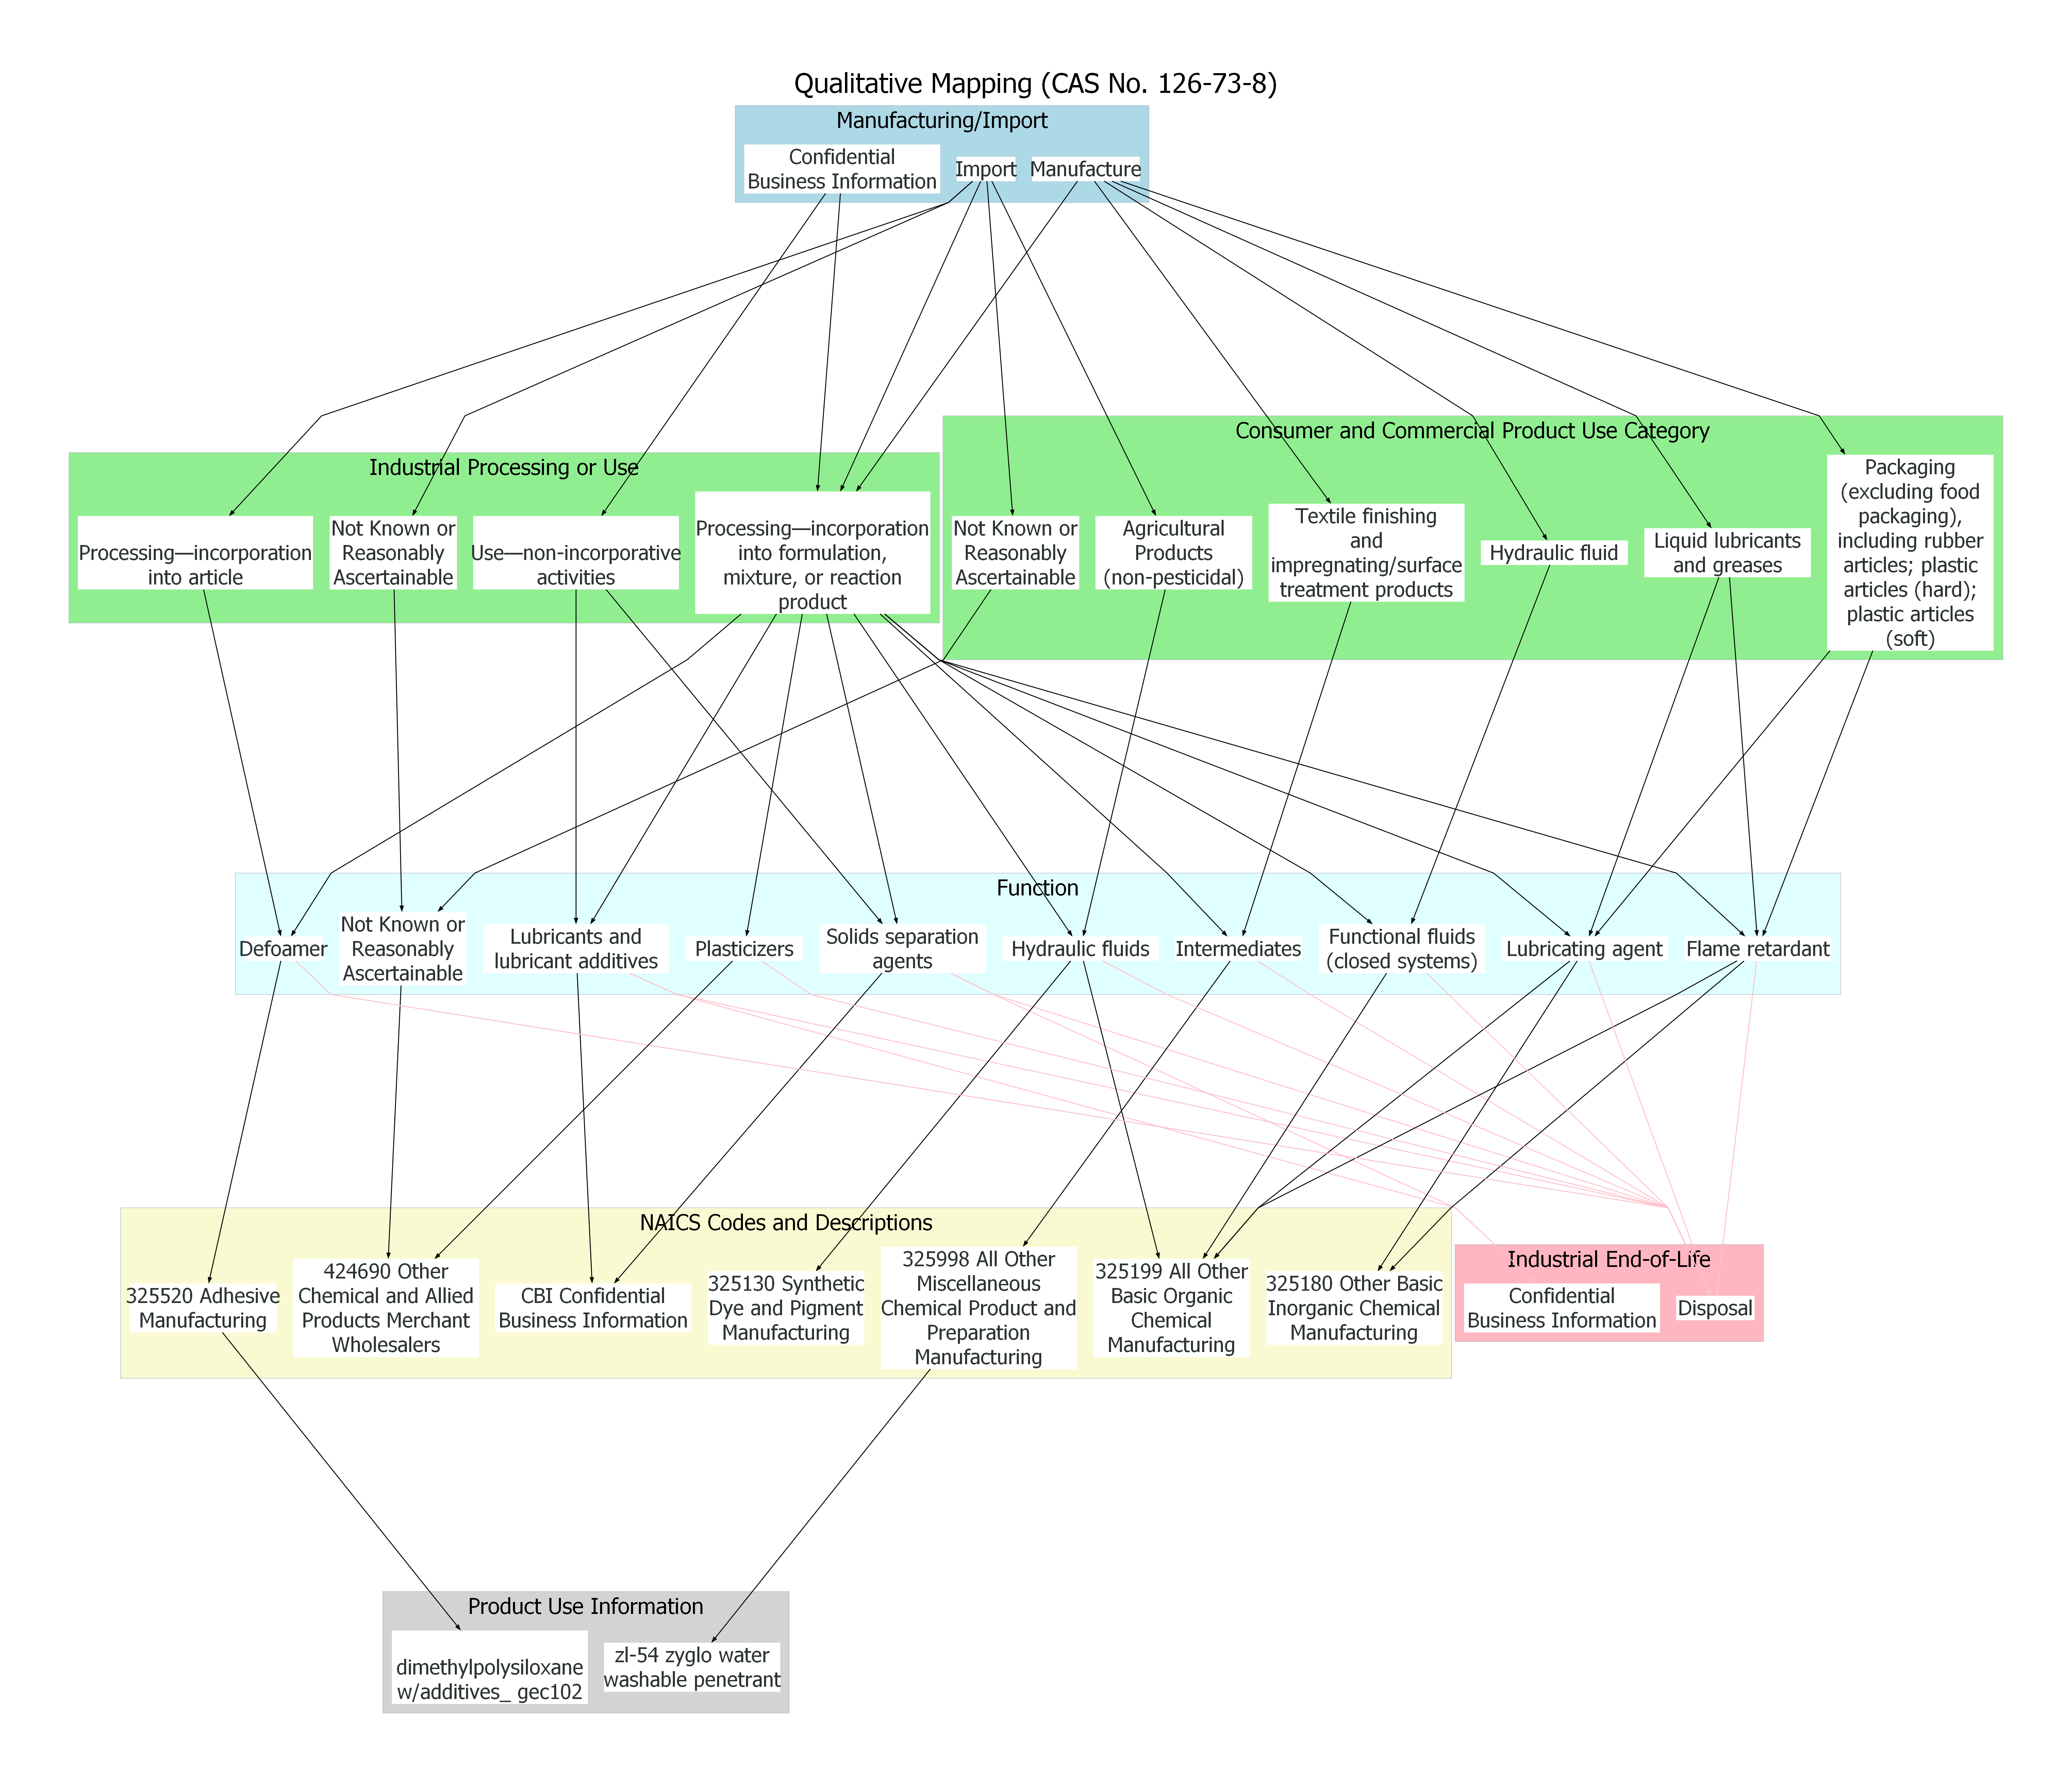 Qualitative Mapping (CAS No. 126-73-8)
Manufacturing/Import
Confidential
Business Information
Import
Manufacture
Consumer and Commercial Product Use Category
Industrial Processing or Use
Processing—incorporation
into article
Not Known or
Reasonably
Ascertainable
Use—non-incorporative
activities
Processing—incorporation
into formulation,
mixture, or reaction
product
Not Known or
Reasonably
Ascertainable
Agricultural
Products
(non-pesticidal)
Textile finishing
and
impregnating/surface
treatment products
Hydraulic fluid
Liquid lubricants
and greases
Packaging
(excluding food
packaging),
including rubber
articles; plastic
articles (hard);
plastic articles
(soft)
Function
Defoamer
Not Known or
Reasonably
Ascertainable
Lubricants and
lubricant additives
Plasticizers
Solids separation
agents
Hydraulic fluids
Intermediates
Functional fluids
(closed systems)
Lubricating agent
Flame retardant
NAICS Codes and Descriptions
325520 Adhesive
Manufacturing
424690 Other
Chemical and Allied
Products Merchant
Wholesalers
CBI Confidential
Business Information
325130 Synthetic
Dye and Pigment
Manufacturing
325998 All Other
Miscellaneous
Chemical Product and
Preparation
Manufacturing
325199 All Other
Basic Organic
Chemical
Manufacturing
325180 Other Basic
Inorganic Chemical
Manufacturing
Industrial End-of-Life
Confidential
Business Information
Disposal
Product Use Information
dimethylpolysiloxane
w/additives_ gec102
zl-54 zyglo water
washable penetrant